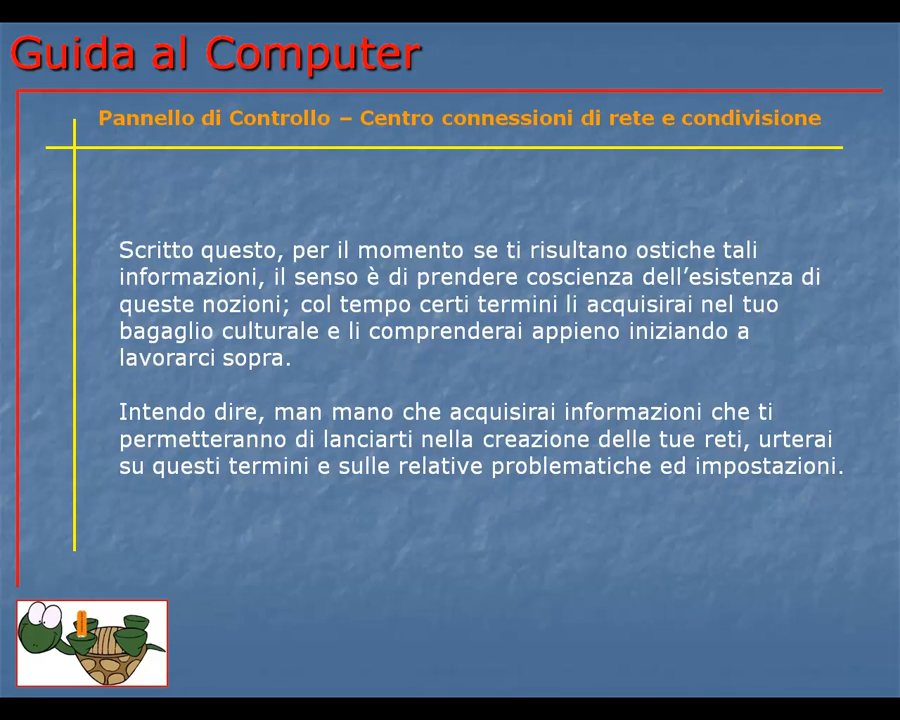 Guida al Computer
Pannello di Controllo – Centro connessioni di rete e condivisione
Scritto questo, per il momento se ti risultano ostiche tali
informazioni, il senso è di prendere coscienza dell'esistenza di
queste nozioni; col tempo certi termini li acquisirai nel tuo
bagaglio culturale e li comprenderai appieno iniziando a
lavorarci sopra.
Intendo dire, man mano che acquisirai informazioni che ti
permetteranno di lanciarti nella creazione delle tue reti, urterai
su questi termini e sulle relative problematiche ed impostazioni.